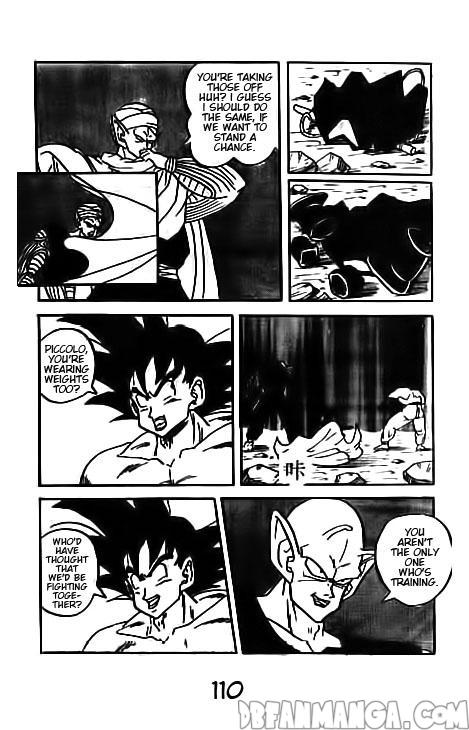 YOU'RE TAKING
THOSE OFF
HUH? I GUESS
I SHOULD DO
THE SAME, IF
WE WANT TO
STAND A
CHANCE.
PICCOLO,
YOU'RE
WEARING
WEIGHTS
TOO?
咔
WHO'D
HAVE
THOUGHT
THAT
WE'D BE
FIGHTING
TOGE-
THER?
YOU
AREN'T
THE ONLY
ONE
WHO'S
TRAINING.
110
DBFANMANGA.COM